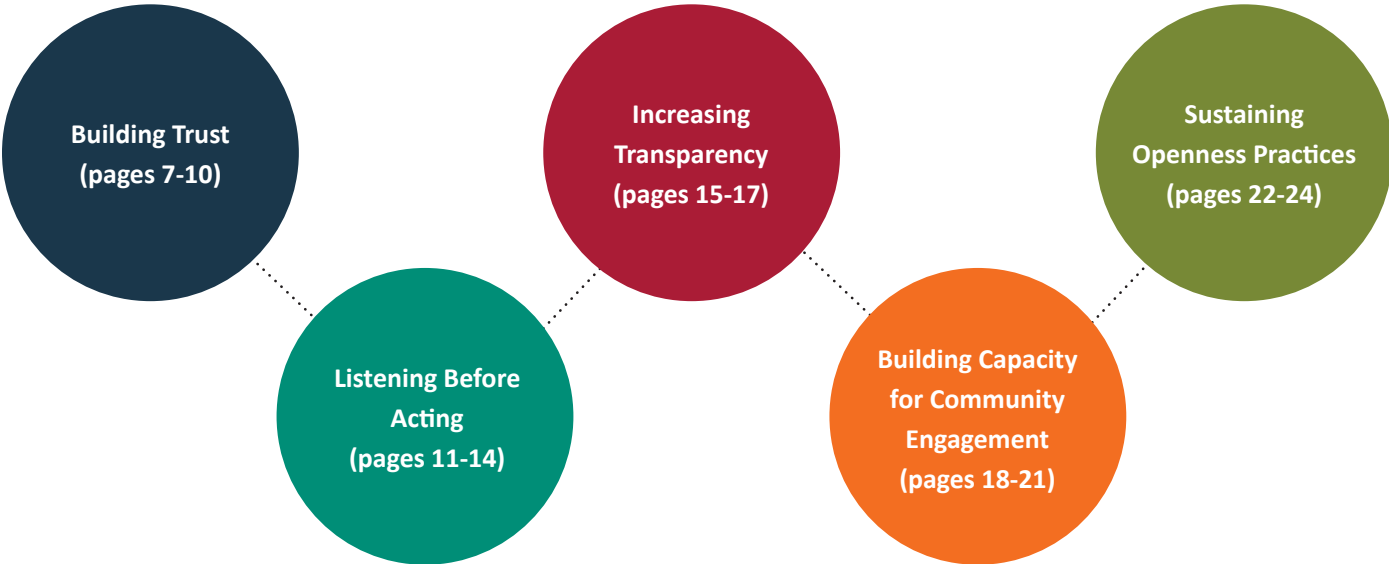 Building Trust
(pages 7-10)
Listening Before
Acting
(pages 11-14)
Increasing
Transparency
(pages 15-17)
Building Capacity
for Community
Engagement
(pages 18-21)
Sustaining
Openness Practices
(pages 22-24)